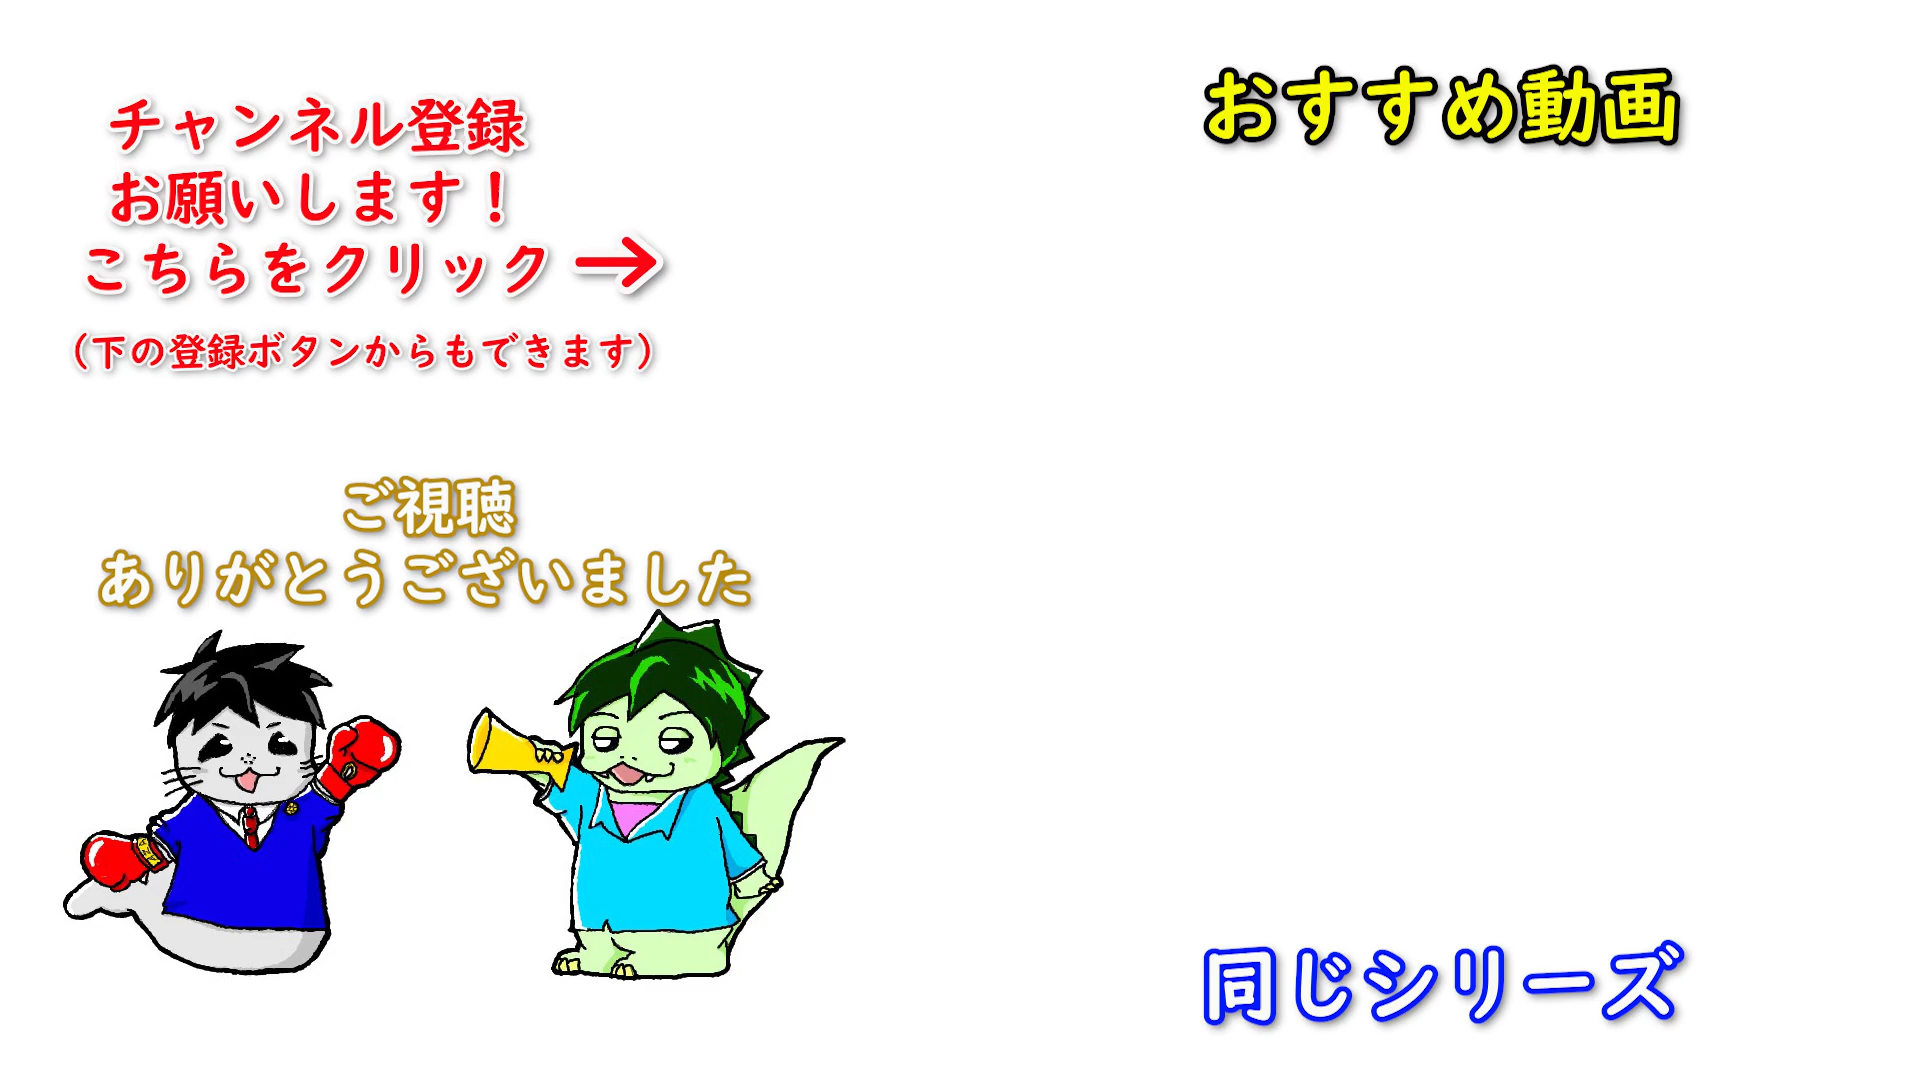 チャンネル登録
お願いします!
こちらをクリック→
(下の登録ボタンからもできます)
ご視聴
ありがとうございました
おすすめ動画
同じシリーズ